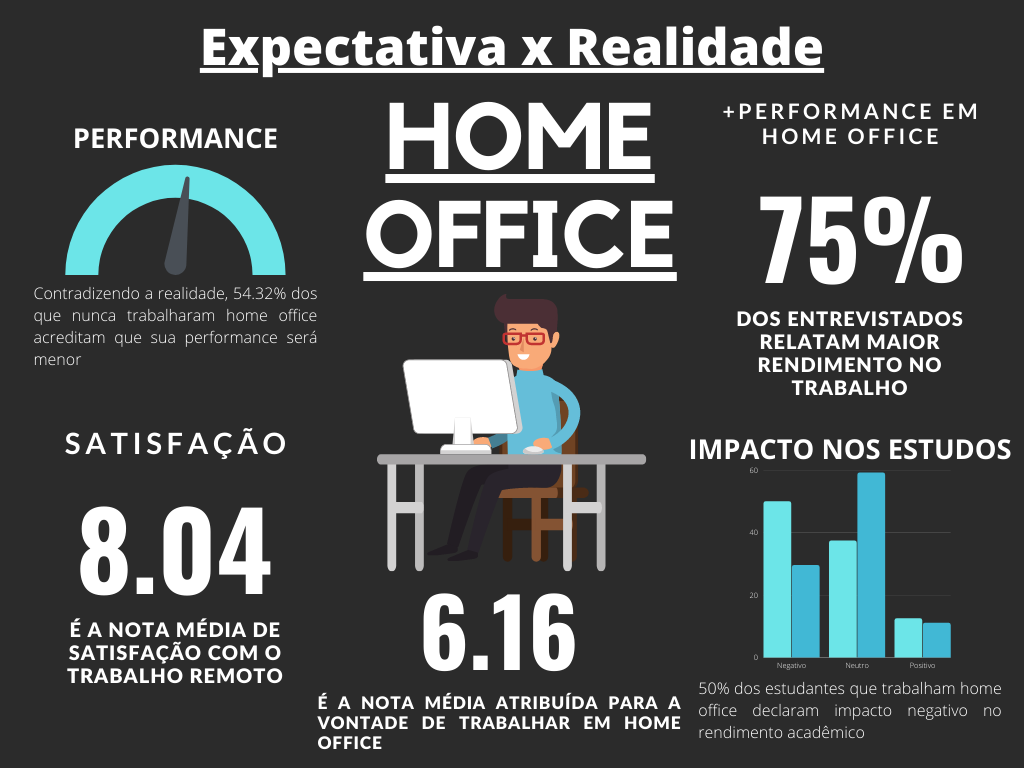 Expectativa x Realidade
HOME
OFFICE
PERFORMANCE
Contradizendo a realidade, 54.32% dos
que nunca trabalharam home office
acreditam que sua performance será
menor
SATISFAÇÃO
8.04
É A NOTA MÉDIA DE
SATISFAÇÃO COM O
TRABALHO REMOTO
6.16
É A NOTA MÉDIA ATRIBUÍDA PARA A
VONTADE DE TRABALHAR EM HOME
OFFICE
+PERFORMANCE EM
HOME OFFICE
75%
DOS ENTREVISTADOS
RELATAM MAIOR
RENDIMENTO NO
TRABALHO
IMPACTO NOS ESTUDOS
60
40
20
0
Negativo Neutro Positivo
50% dos estudantes que trabalham home
office declaram impacto negativo no
rendimento acadêmico